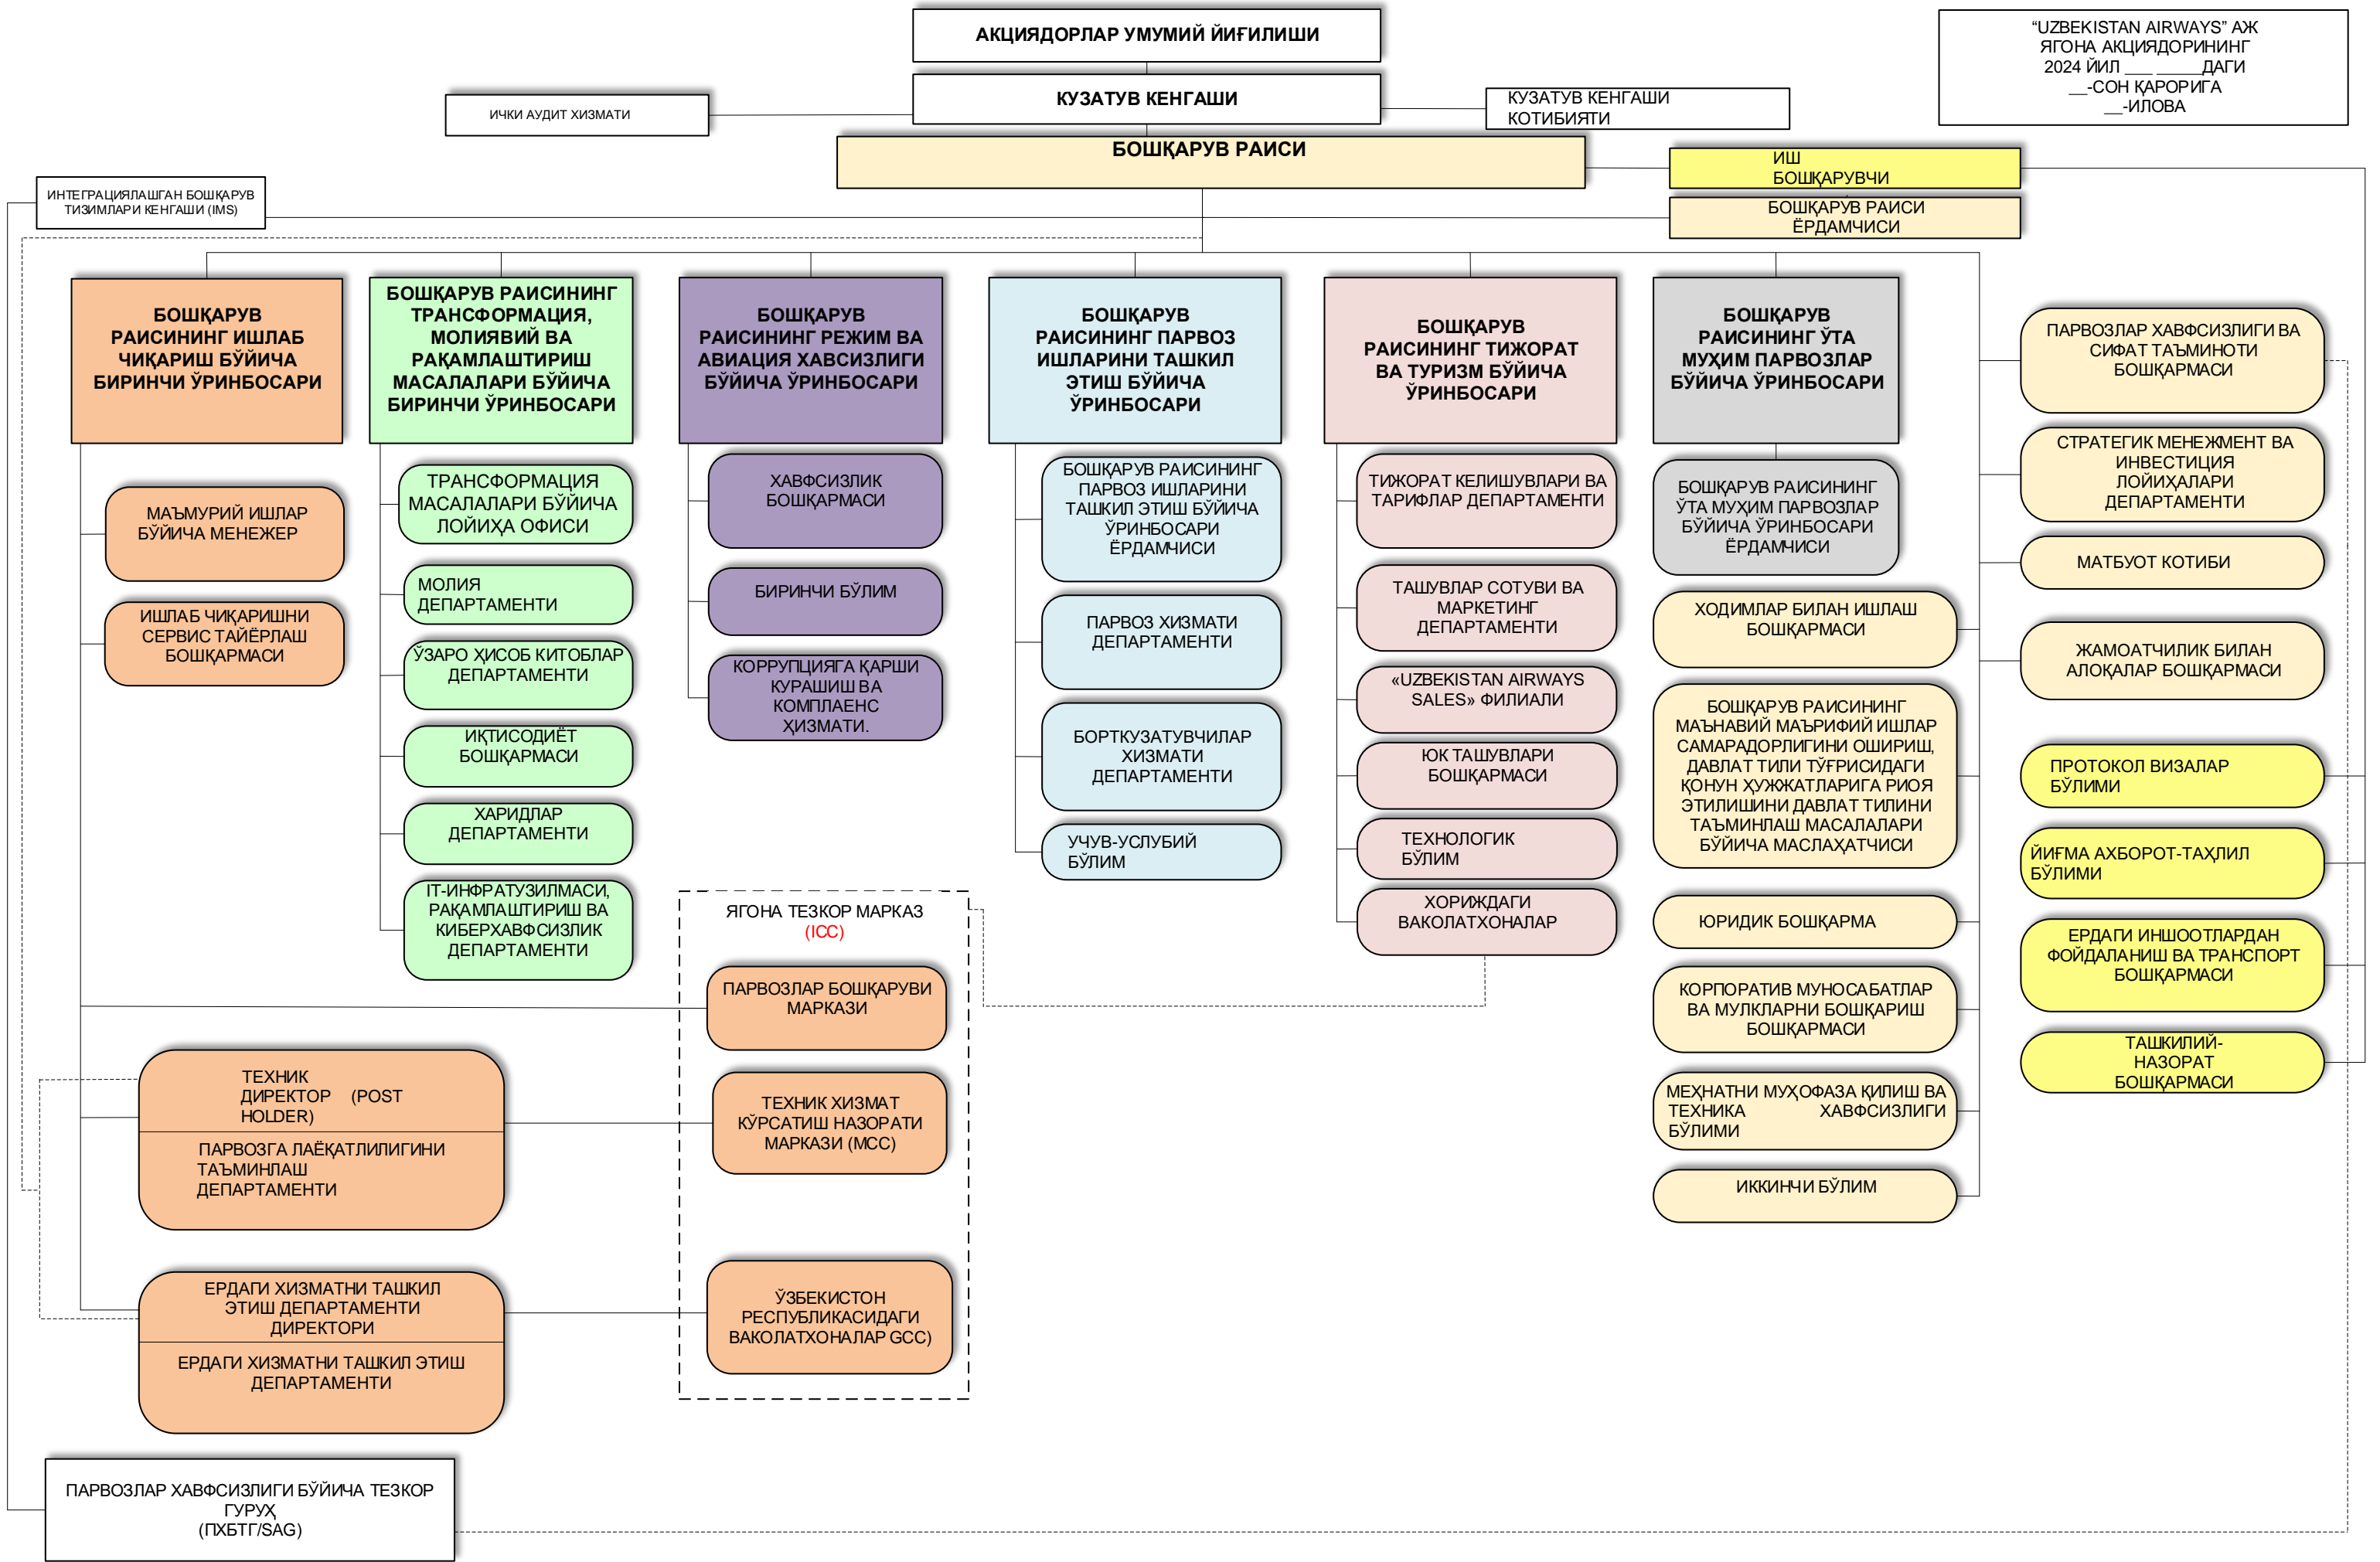 АКЦИЯДОРЛАР УМУМИЙ ЙИҒИЛИШИ
“UZBEKISTAN AIRWAYS” АЖ
ЯГОНА АКЦИЯДОРИНИНГ
2024 ЙИЛ ___ _____ДАГИ
__-СОН ҚАРОРИГА
__-ИЛОВА
КУЗАТУВ КЕНГАШИ
ИЧКИ АУДИТ ХИЗМАТИ
КУЗАТУВ КЕНГАШИ
КОТИБИЯТИ
БОШҚАРУВ РАИСИ
ИШ
БОШҚАРУВЧИ
ИНТЕГРАЦИЯЛАШГАН БОШҚАРУВ
ТИЗИМЛАРИ КЕНГАШИ (IMS)
БОШҚАРУВ РАИСИ
ЁРДАМЧИСИ
БОШҚАРУВ
РАИСИНИНГ ИШЛАБ
ЧИҚАРИШ БЎЙИЧА
БИРИНЧИ ЎРИНБОСАРИ
МАЪМУРИЙ ИШЛАР
БЎЙИЧА МЕНЕЖЕР
ИШЛАБ ЧИҚАРИШНИ
СЕРВИС ТАЙЁРЛАШ
БОШҚАРМАСИ
БОШҚАРУВ РАИСИНИНГ
ТРАНСФОРМАЦИЯ,
МОЛИЯВИЙ ВА
РАҚАМЛАШТИРИШ
МАСАЛАЛАРИ БЎЙИЧА
БИРИНЧИ ЎРИНБОСАРИ
ТРАНСФОРМАЦИЯ
МАСАЛАЛАРИ БЎЙИЧА
ЛОЙИҲА ОФИСИ
МОЛИЯ
ДЕПАРТАМЕНТИ
ЎЗАРО ҲИСОБ КИТОБЛАР
ДЕПАРТАМЕНТИ
ИҚТИСОДИЁТ
БОШҚАРМАСИ
ХАРИДЛАР
ДЕПАРТАМЕНТИ
IT-ИНФРАТУЗИЛМАСИ,
РАҚАМЛАШТИРИШ ВА
КИБЕРХАВФСИЗЛИК
ДЕПАРТАМЕНТИ
БОШҚАРУВ
РАИСИНИНГ РЕЖИМ ВА
АВИАЦИЯ ХАВСИЗЛИГИ
БЎЙИЧА ЎРИНБОСАРИ
ХАВФСИЗЛИК
БОШҚАРМАСИ
БИРИНЧИ БЎЛИМ
КОРРУПЦИЯГА ҚАРШИ
КУРАШИШ ВА
КОМПЛАЕНС
ҲИЗМАТИ.
БОШҚАРУВ
РАИСИНИНГ ПАРВОЗ
ИШЛАРИНИ ТАШКИЛ
ЭТИШ БЎЙИЧА
ЎРИНБОСАРИ
БОШҚАРУВ РАИСИНИНГ
ПАРВОЗ ИШЛАРИНИ
ТАШКИЛ ЭТИШ БЎЙИЧА
ЎРИНБОСАРИ
ЁРДАМЧИСИ
ПАРВОЗ ХИЗМАТИ
ДЕПАРТАМЕНТИ
БОРТКУЗАТУВЧИЛАР
ХИЗМАТИ
ДЕПАРТАМЕНТИ
УЧУВ-УСЛУБИЙ
БЎЛИМ
БОШҚАРУВ
РАИСИНИНГ ТИЖОРАТ
ВА ТУРИЗМ БЎЙИЧА
ЎРИНБОСАРИ
ТИЖОРАТ КЕЛИШУВЛАРИ ВА
ТАРИФЛАР ДЕПАРТАМЕНТИ
ТАШУВЛАР СОТУВИ ВА
МАРКЕТИНГ
ДЕПАРТАМЕНТИ
«UZBEKISTAN AIRWAYS
SALES» ФИЛИАЛИ
ЮК ТАШУВЛАРИ
БОШҚАРМАСИ
ТЕХНОЛОГИК
БЎЛИМ
ХОРИЖДАГИ
ВАКОЛАТХОНАЛАР
БОШҚАРУВ
РАИСИНИНГ ЎТА
МУҲИМ ПАРВОЗЛАР
БЎЙИЧА ЎРИНБОСАРИ
БОШҚАРУВ РАИСИНИНГ
ЎТА МУҲИМ ПАРВОЗЛАР
БЎЙИЧА ЎРИНБОСАРИ
ЁРДАМЧИСИ
ХОДИМЛАР БИЛАН ИШЛАШ
БОШҚАРМАСИ
БОШҚАРУВ РАИСИНИНГ
МАЪНАВИЙ МАЪРИФИЙ ИШЛАР
САМАРАДОРЛИГИНИ ОШИРИШ,
ДАВЛАТ ТИЛИ ТЎҒРИСИДАГИ
ҚОНУН ҲУЖЖАТЛАРИГА РИОЯ
ЭТИЛИШИНИ ДАВЛАТ ТИЛИНИ
ТАЪМИНЛАШ МАСАЛАЛАРИ
БЎЙИЧА МАСЛАҲАТЧИСИ
ЮРИДИК БОШҚАРМА
КОРПОРАТИВ МУНОСАБАТЛАР
ВА МУЛКЛАРНИ БОШҚАРИШ
БОШҚАРМАСИ
МЕҲНАТНИ МУҲОФАЗА ҚИЛИШ ВА
ТЕХНИКА ХАВФСИЗЛИГИ
БЎЛИМИ
ИККИНЧИ БЎЛИМ
ПАРВОЗЛАР ХАВФСИЗЛИГИ ВА
СИФАТ ТАЪМИНОТИ
БОШҚАРМАСИ
СТРАТЕГИК МЕНЕЖМЕНТ ВА
ИНВЕСТИЦИЯ
ЛОЙИҲАЛАРИ
ДЕПАРТАМЕНТИ
МАТБУОТ КОТИБИ
ЖАМОАТЧИЛИК БИЛАН
АЛОҚАЛАР БОШҚАРМАСИ
ПРОТОКОЛ ВИЗАЛАР
БЎЛИМИ
ЙИҒМА АХБОРОТ-ТАҲЛИЛ
БЎЛИМИ
ЕРДАГИ ИНШООТЛАРДАН
ФОЙДАЛАНИШ ВА ТРАНСПОРТ
БОШҚАРМАСИ
ТАШКИЛИЙ-
НАЗОРАТ
БОШҚАРМАСИ
ЯГОНА ТЕЗКОР МАРКАЗ
(ICC)
ПАРВОЗЛАР БОШҚАРУВИ
МАРКАЗИ
ТЕХНИК
ДИРЕКТОР (POST
HOLDER)
ПАРВОЗГА ЛАЁҚАТЛИЛИГИНИ
ТАЪМИНЛАШ
ДЕПАРТАМЕНТИ
ТЕХНИК ХИЗМАТ
КЎРСАТИШ НАЗОРАТИ
МАРКАЗИ (MCC)
ЕРДАГИ ХИЗМАТНИ ТАШКИЛ
ЭТИШ ДЕПАРТАМЕНТИ
ДИРЕКТОРИ
ЕРДАГИ ХИЗМАТНИ ТАШКИЛ ЭТИШ
ДЕПАРТАМЕНТИ
ЎЗБЕКИСТОН
РЕСПУБЛИКАСИДАГИ
ВАКОЛАТХОНАЛАР GCC)
ПАРВОЗЛАР ХАВФСИЗЛИГИ БЎЙИЧА ТЕЗКОР
ГУРУҲ
(ПХБТГ/SAG)